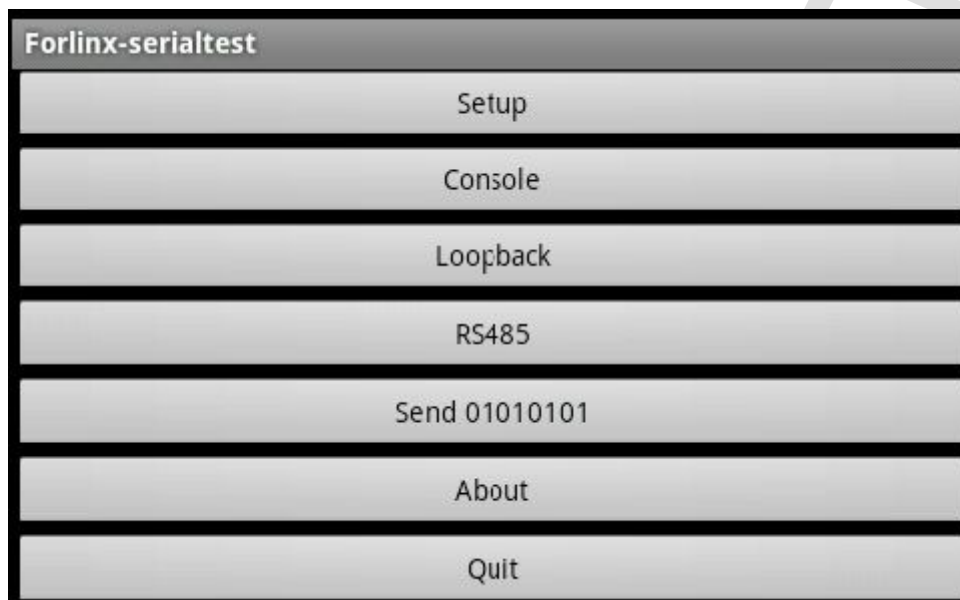 Forlinx-serialtest
Setup
Console
Loopback
RS485
Send 01010101
About
Quit